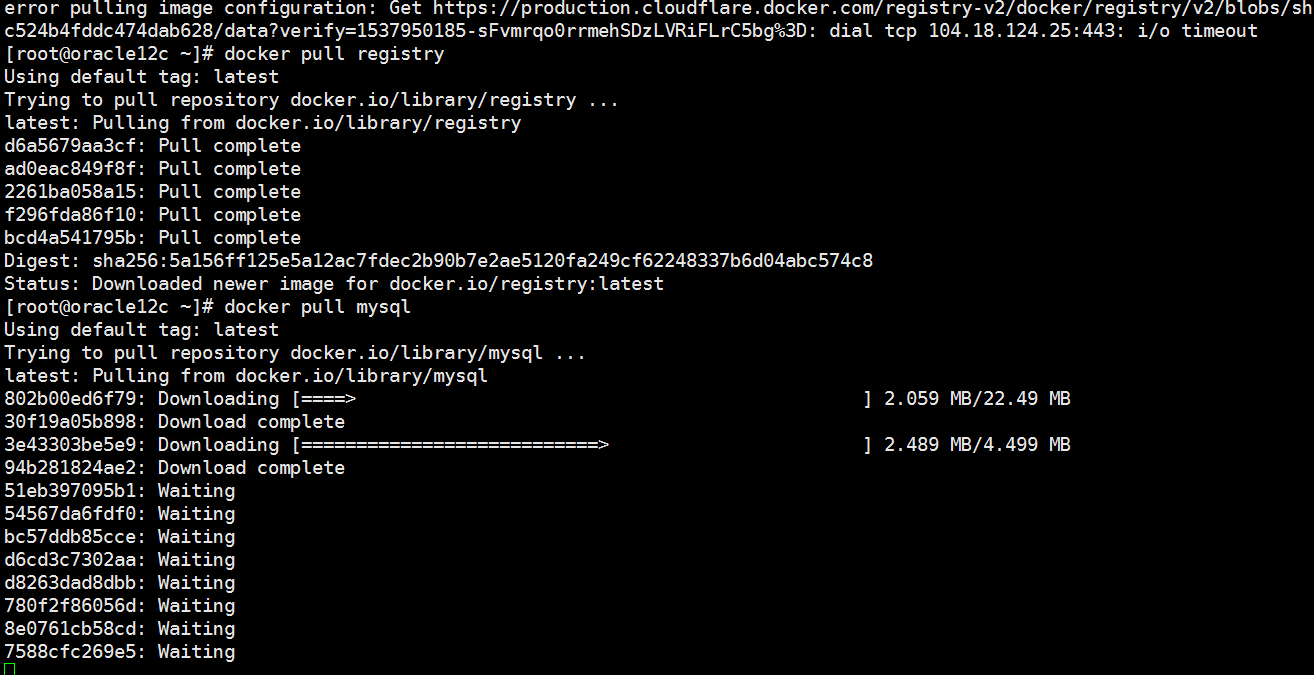 error pulling image configuration: Get https://production.cloudflare.docker.com/registry-v2/docker/registry/v2/blobs/sh
c524b4fddc474dab628/data?verify=1537950185-sFvmrqo0rrmehSDzLVRiFLrC5bg%3D: dial tcp 104.18.124.25:443: i/o timeout
[root@oracle12c ~]# docker pull registry
Using default tag: latest
Trying to pull repository docker.io/library/registry ...
latest: Pulling from docker.io/library/registry
d6a5679aa3cf: Pull complete
ad0eac849f8f: Pull complete
2261ba058a15: Pull complete
f296fda86f10: Pull complete
bcd4a541795b: Pull complete
Digest: sha256:5a156ff125e5a12ac7fdec2b90b7e2ae5120fa249cf62248337b6d04abc574c8
Status: Downloaded newer image for docker.io/registry:latest
[root@oracle12c ~]# docker pull mysql
Using default tag: latest
Trying to pull repository docker.io/library/mysql ...
latest: Pulling from docker.io/library/mysql
802b00ed6f79: Downloading [====>                                              ] 2.059 MB/22.49 MB
30f19a05b898: Download complete
3e43303be5e9: Downloading [===========================>                       ] 2.489 MB/4.499 MB
94b281824ae2: Download complete
51eb397095b1: Waiting
54567da6fdf0: Waiting
bc57ddb85cce: Waiting
d6cd3c7302aa: Waiting
d8263dad8dbb: Waiting
780f2f86056d: Waiting
8e0761cb58cd: Waiting
7588cfc269e5: Waiting